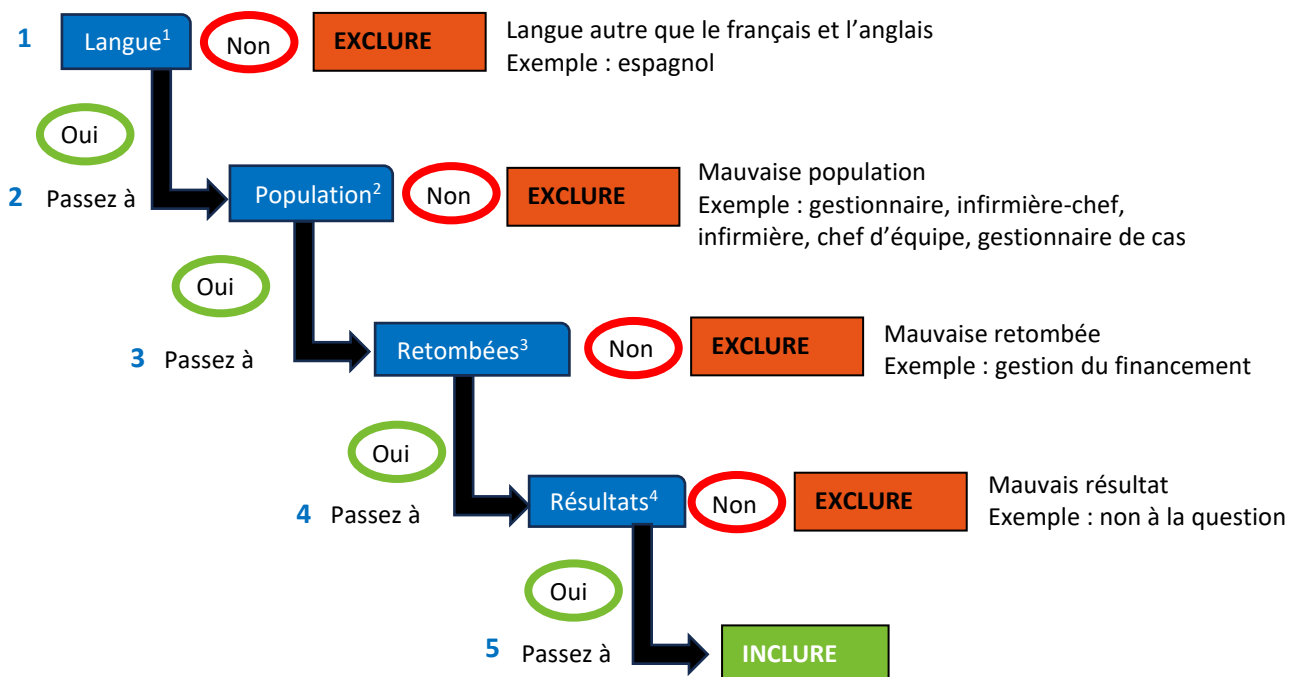 1 Langue¹ Non EXCLURE Langue autre que le français et l'anglais
Exemple : espagnol
Oui
2 Passez à Population² Non EXCLURE Mauvaise population
Exemple : gestionnaire, infirmière-chef,
infirmière, chef d'équipe, gestionnaire de cas
Oui
3 Passez à Retombées³ Non EXCLURE Mauvaise retombée
Exemple : gestion du financement
Oui
4 Passez à Résultats⁴ Non EXCLURE Mauvais résultat
Exemple : non à la question
Oui
5 Passez à INCLURE